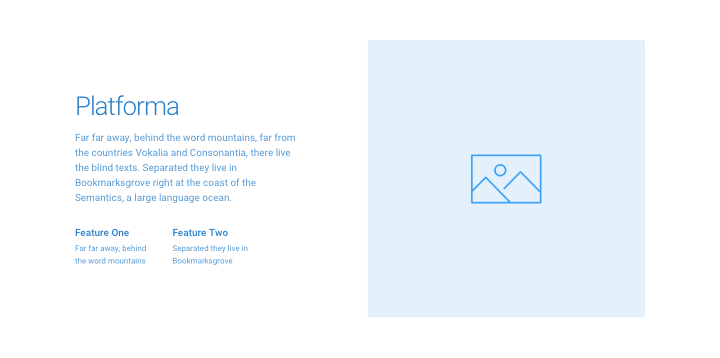 Platforma
Far far away, behind the word mountains, far from
the countries Vokalia and Consonantia, there live
the blind texts. Separated they live in
Bookmarksgrove right at the coast of the
Semantics, a large language ocean.
Feature One
Far far away, behind
the word mountains
Feature Two
Separated they live in
Bookmarksgrove